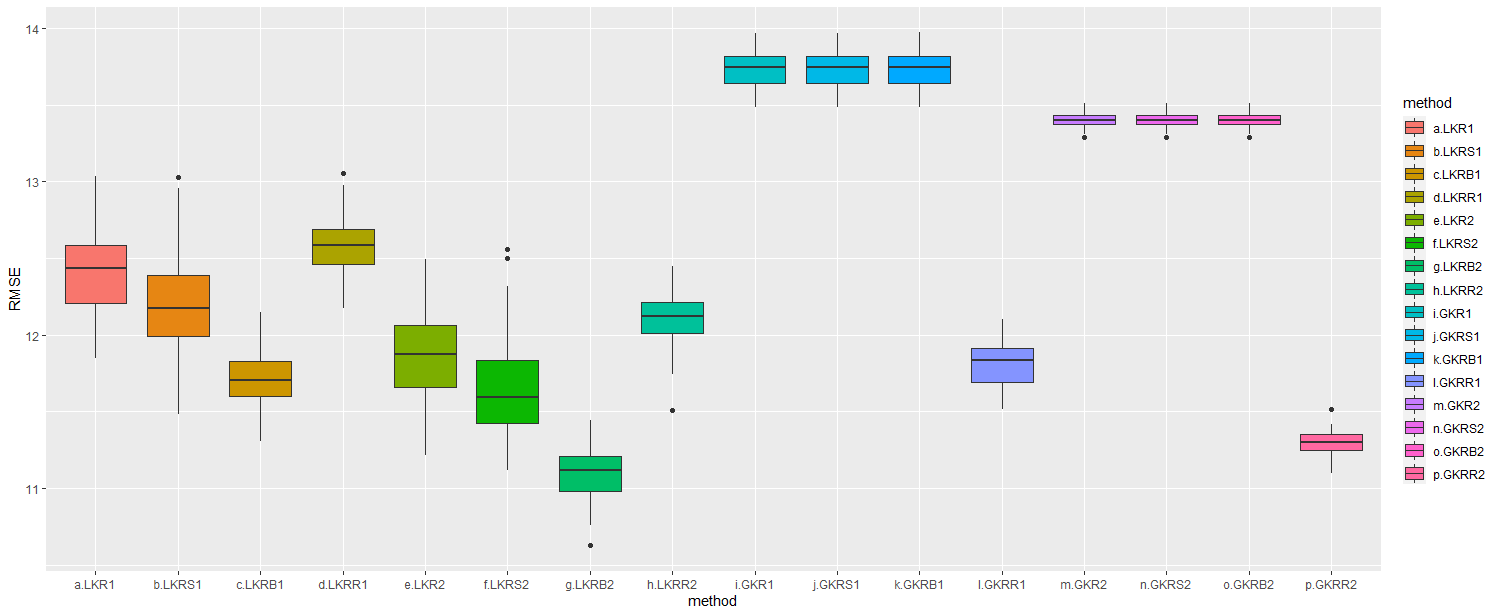 RMSE
14
13
12
11
a.LKR1
b.LKRS1
c.LKRB1
d.LKRR1
e.LKR2
f.LKRS2
g.LKRB2
h.LKRR2
i.GKR1
j.GKRS1
k.GKRB1
l.GKRR1
m.GKR2
n.GKRS2
o.GKRB2
p.GKRR2
method
method
a.LKR1
b.LKRS1
c.LKRB1
d.LKRR1
e.LKR2
f.LKRS2
g.LKRB2
h.LKRR2
i.GKR1
j.GKRS1
k.GKRB1
l.GKRR1
m.GKR2
n.GKRS2
o.GKRB2
p.GKRR2